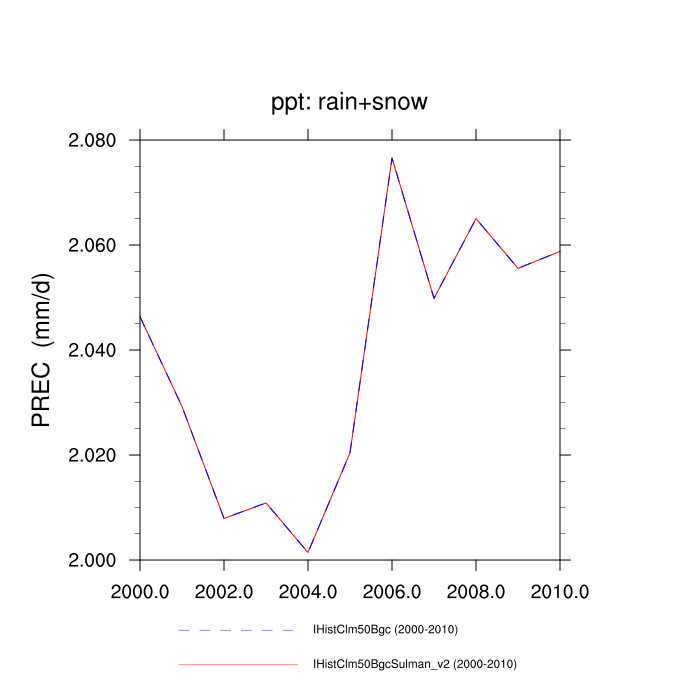 ppt: rain+snow
2.080
2.060
2.040
2.020
2.000
PREC (mm/d)
2000.0 2002.0 2004.0 2006.0 2008.0 2010.0
IHistClm50Bgc (2000-2010)
IHistClm50BgcSulman_v2 (2000-2010)